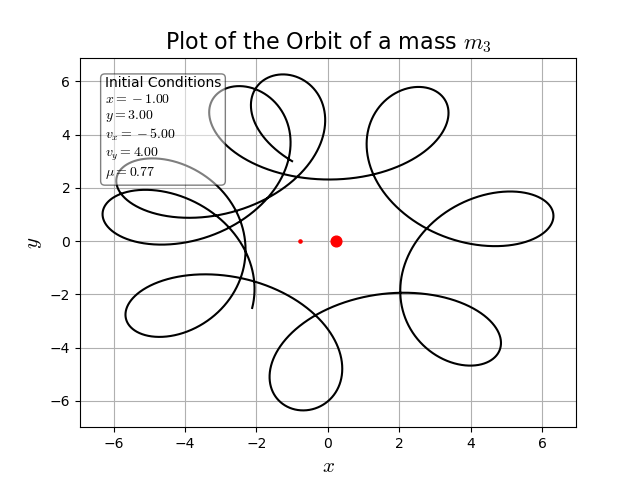 Plot of the Orbit of a mass m₃
Initial Conditions
x = −1.00
y = 3.00
vₓ = −5.00
v_y = 4.00
μ = 0.77
6
4
2
0
−2
−4
−6
y
−6 −4 −2 0 2 4 6
x